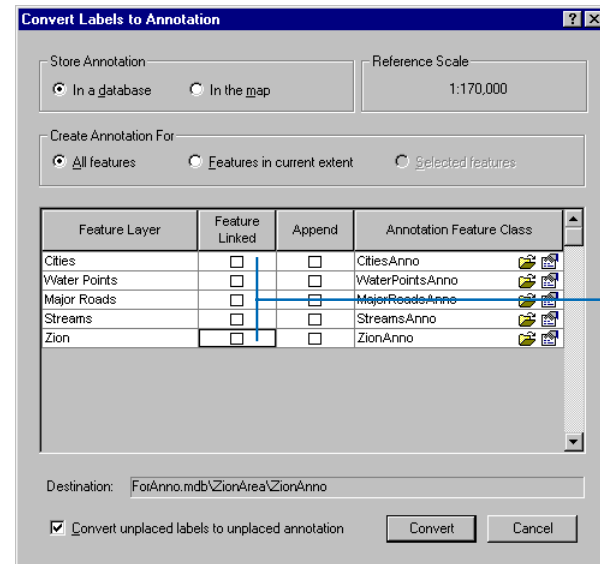 Convert Labels to Annotation
Store Annotation
In a database
In the map
Reference Scale
1:170,000
Create Annotation For
All features
Features in current extent
Selected features
Feature Layer
Feature Linked
Append
Annotation Feature Class
Cities
CitiesAnno
Water Points
WaterPointsAnno
Major Roads
MajorRoadsAnno
Streams
StreamsAnno
Zion
ZionAnno
Destination: ForAnno.mdb\ZionArea\ZionAnno
Convert unplaced labels to unplaced annotation
Convert
Cancel